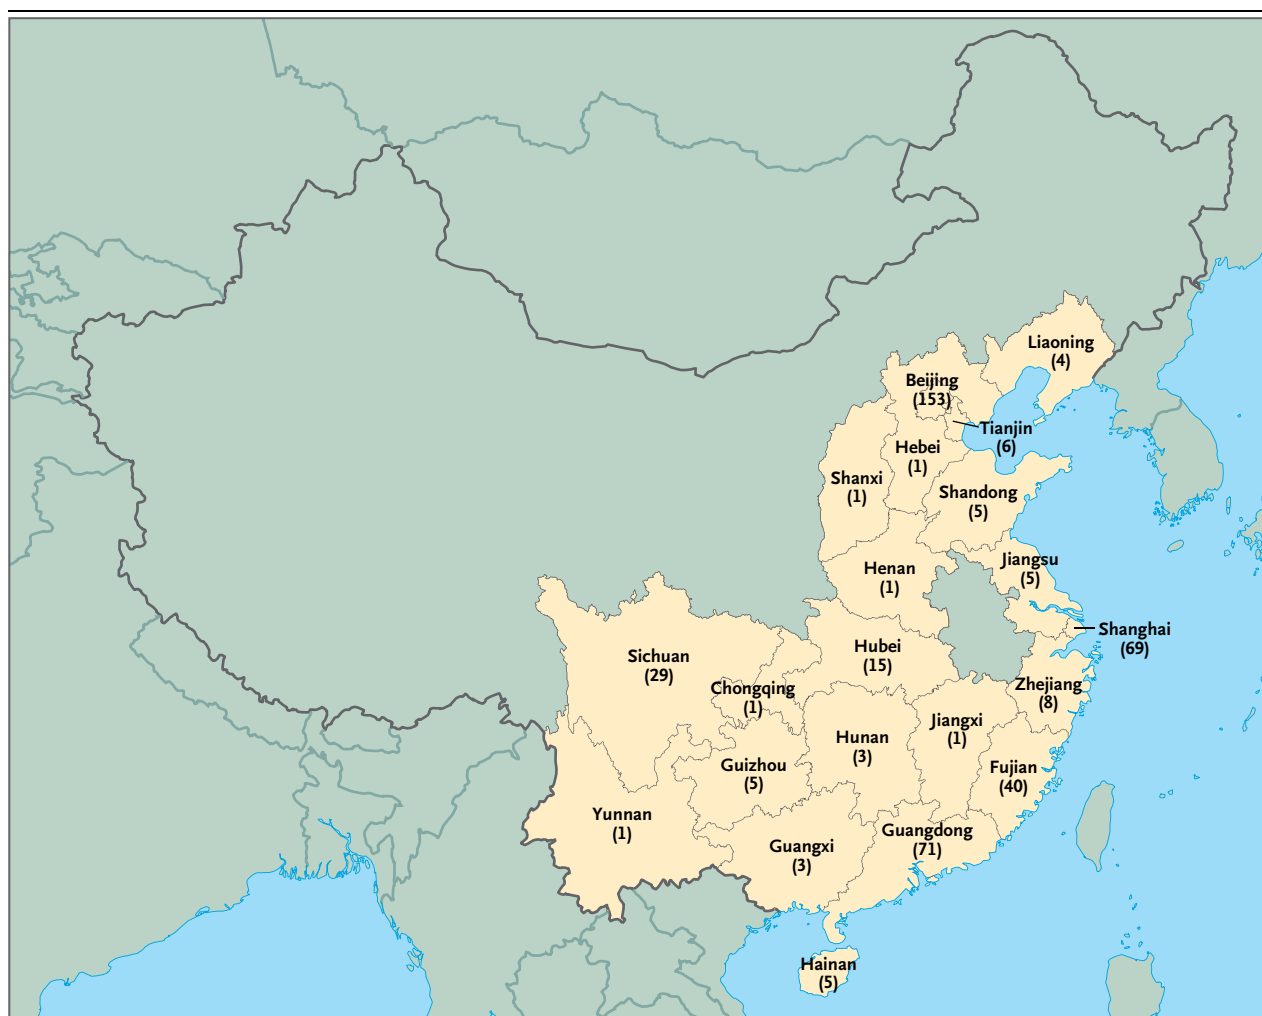 Liaoning
(4)
Beijing
(153)
Tianjin
(6)
Hebei
(1)
Shanxi
(1)
Shandong
(5)
Jiangsu
(5)
Henan
(1)
Shanghai
(69)
Hubei
(15)
Sichuan
(29)
Chongqing
(1)
Zhejiang
(8)
Jiangxi
(1)
Hunan
(3)
Guizhou
(5)
Fujian
(40)
Yunnan
(1)
Guangdong
(71)
Guangxi
(3)
Hainan
(5)